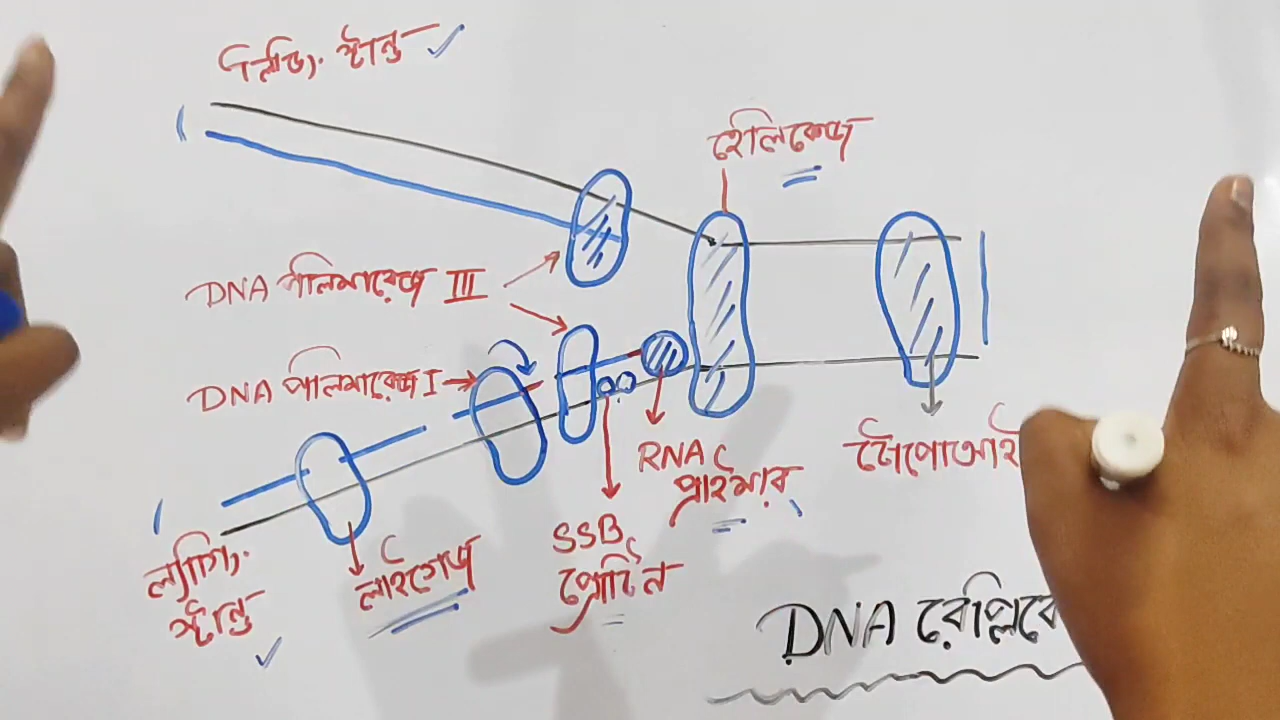 লিডিং স্ট্রান্ড
হেলিকেজ
DNA পলিমারেজ III
DNA পলিমারেজ I
RNA
প্রাইমার
টোপোআই
SSB
প্রোটিন
লাইগেজ
ল্যাগিং
স্ট্রান্ড
DNA রেপ্লিকে